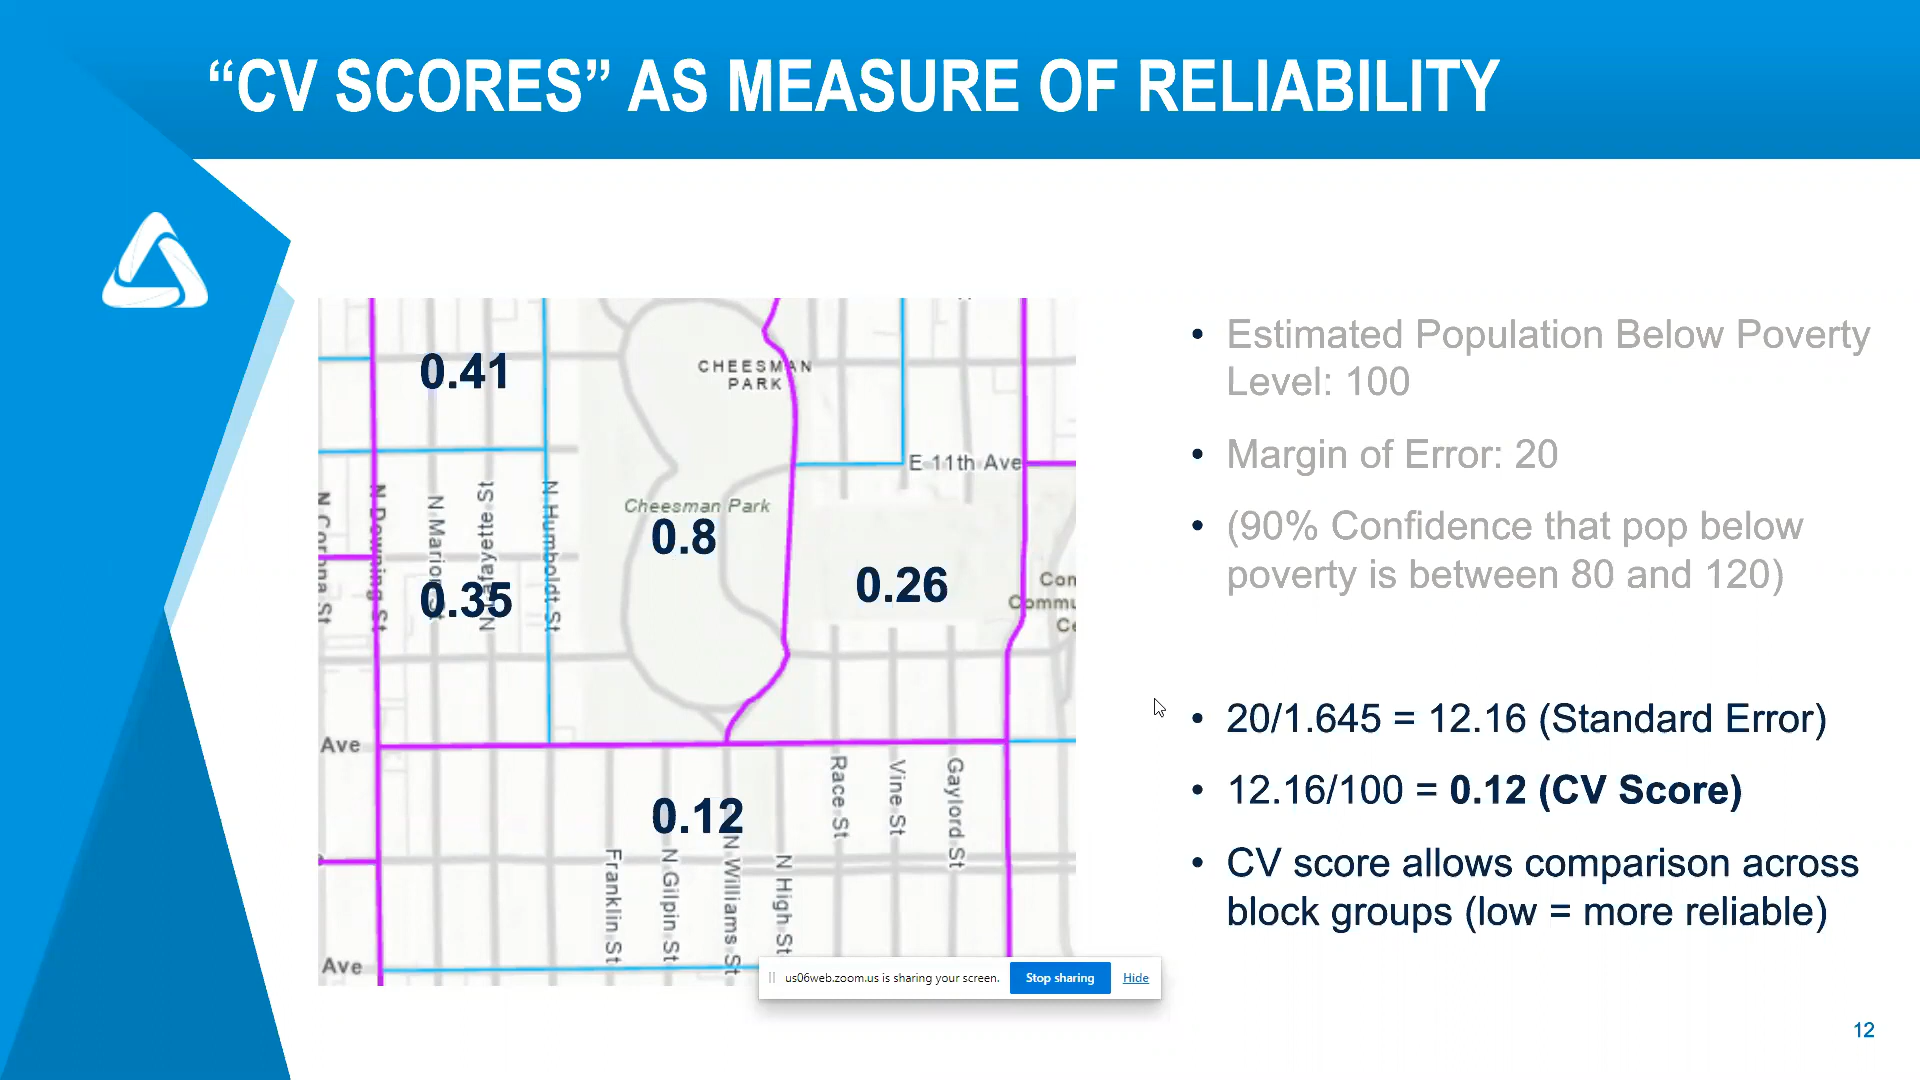 “CV SCORES” AS MEASURE OF RELIABILITY
0.41
CHEESMAN
PARK
E 11th Ave
N Downing St
N Marion St
N Lafayette St
N Humboldt St
Cheesman Park
0.8
0.35
0.26
Ave
Race St
Vine St
Gaylord St
0.12
Franklin St
N Gilpin St
N Williams St
N High St
Ave
• Estimated Population Below Poverty
Level: 100
• Margin of Error: 20
• (90% Confidence that pop below
poverty is between 80 and 120)
• 20/1.645 = 12.16 (Standard Error)
• 12.16/100 = 0.12 (CV Score)
• CV score allows comparison across
block groups (low = more reliable)
us06web.zoom.us is sharing your screen.
Stop sharing
Hide
12